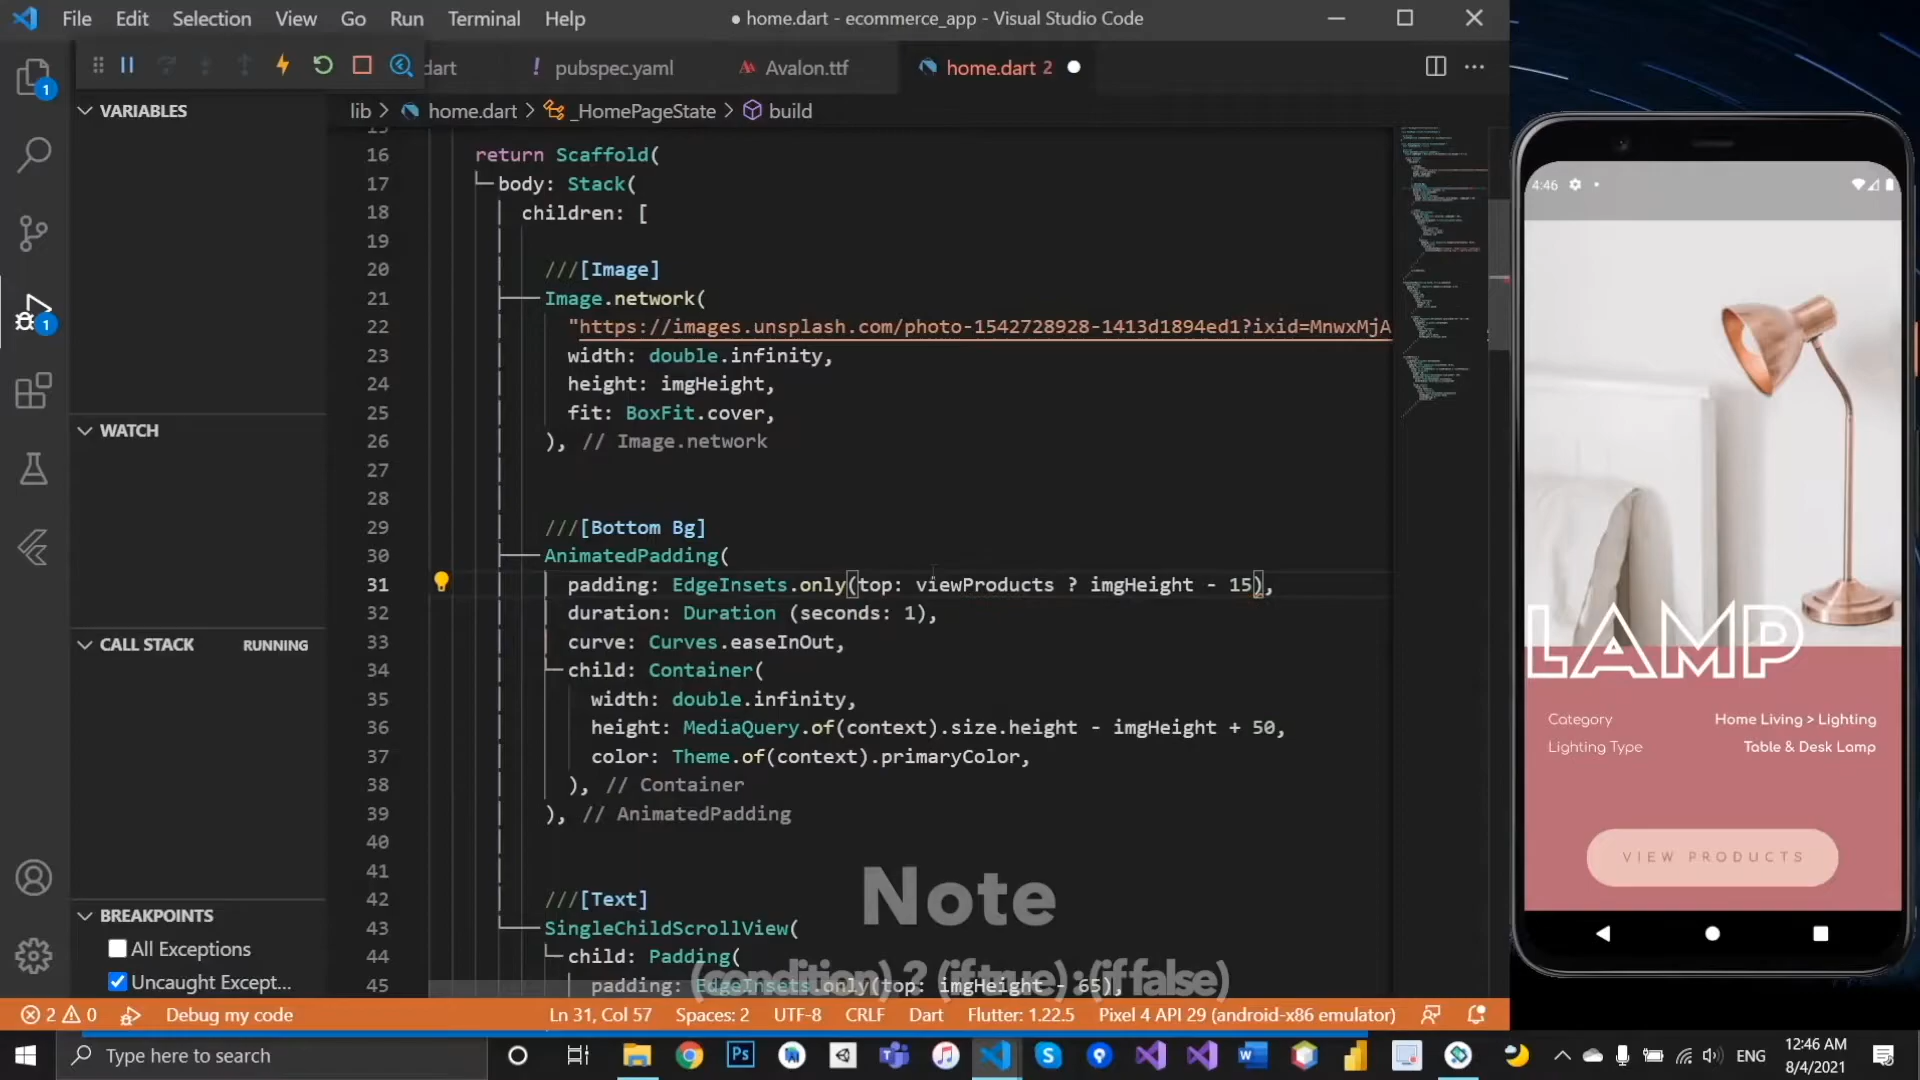 File Edit Selection View Go Run Terminal Help
● home.dart - ecommerce_app - Visual Studio Code
dart
! pubspec.yaml
Avalon.ttf
home.dart 2
lib > home.dart > _HomePageState > build
VARIABLES
WATCH
CALL STACK RUNNING
BREAKPOINTS
All Exceptions
Uncaught Except...
1
1
15
16 return Scaffold(
17 body: Stack(
18 children: [
19
20 ///[Image]
21 Image.network(
22 "https://images.unsplash.com/photo-1542728928-1413d1894ed1?ixid=MnwxMjA
23 width: double.infinity,
24 height: imgHeight,
25 fit: BoxFit.cover,
26 ), // Image.network
27
28
29 ///[Bottom Bg]
30 AnimatedPadding(
31 padding: EdgeInsets.only(top: viewProducts ? imgHeight - 15),
32 duration: Duration (seconds: 1),
33 curve: Curves.easeInOut,
34 child: Container(
35 width: double.infinity,
36 height: MediaQuery.of(context).size.height - imgHeight + 50,
37 color: Theme.of(context).primaryColor,
38 ), // Container
39 ), // AnimatedPadding
40
41
42 ///[Text]
43 SingleChildScrollView(
44 child: Padding(
45 padding: EdgeInsets.only(top: imgHeight - 65),
Note
(condition) ? (if true) : (if false)
4:46
LAMP
Category Home Living > Lighting
Lighting Type Table & Desk Lamp
VIEW PRODUCTS
2 0 Debug my code
Ln 31, Col 57 Spaces: 2 UTF-8 CRLF Dart Flutter: 1.22.5 Pixel 4 API 29 (android-x86 emulator)
Type here to search
Ps
ENG
12:46 AM
8/4/2021